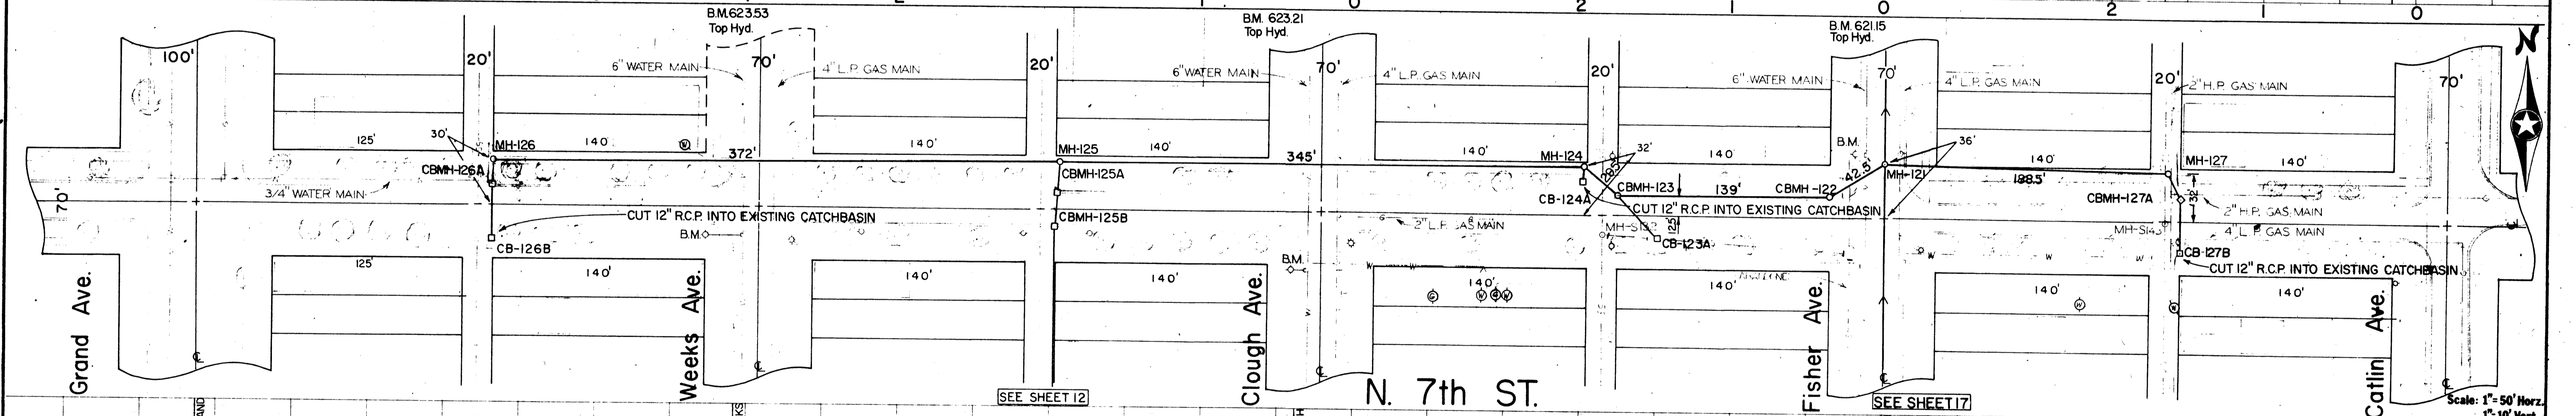 2
1
0
2
1
0
2
1
0
B.M.623.53
Top Hyd.
B.M. 623.21
Top Hyd.
B.M. 621.15
Top Hyd.
N
100'
20'
6" WATER MAIN
70'
4" L.P. GAS MAIN
20'
6" WATER MAIN
70'
4" L.P. GAS MAIN
20'
6" WATER MAIN
70'
4" L.P. GAS MAIN
20'
2" H.P. GAS MAIN
70'
125'
30'
MH-126
140
W
372'
140'
MH-125
140'
345'
140'
MH-124
32'
140
B.M.
36'
140
MH-127
140'
CBMH-126A
3/4" WATER MAIN
70'
CBMH-125A
29.5'
CBMH-123
139'
CBMH-122
42.5'
MH-121
188.5'
CBMH-127A
32'
2" H.P. GAS MAIN
CB-124A
CUT 12" R.C.P. INTO EXISTING CATCHBASIN
CUT 12" R.C.P. INTO EXISTING CATCHBASIN
CBMH-125B
2" L.P. GAS MAIN
12.5'
4" L.P. GAS MAIN
B.M.
CB-126B
CB-123A
CB-127B
CUT 12" R.C.P. INTO EXISTING CATCHBASIN
B.M.
125'
140'
140'
140'
140'
140'
140'
140'
G
W
G
W
W
W
Grand Ave.
Weeks Ave.
Clough Ave.
Fisher Ave.
Catlin Ave.
SEE SHEET 12
N. 7th ST.
SEE SHEET 17
Scale: 1"= 50' Horz.
1"= 10' Vert.